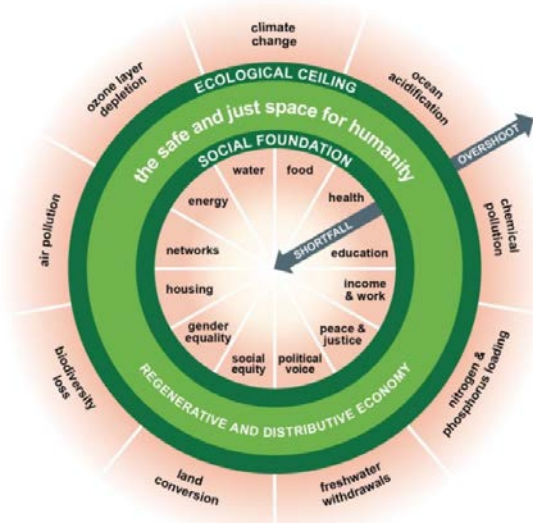 climate
change
ozone layer
depletion
ocean
acidification
ECOLOGICAL CEILING
the safe and just space for humanity
OVERSHOOT
SOCIAL FOUNDATION
water
food
energy
health
air pollution
chemical
pollution
SHORTFALL
networks
education
housing
income
& work
gender
equality
peace &
justice
social
equity
political
voice
biodiversity
loss
nitrogen &
phosphorus loading
REGENERATIVE AND DISTRIBUTIVE ECONOMY
land
conversion
freshwater
withdrawals